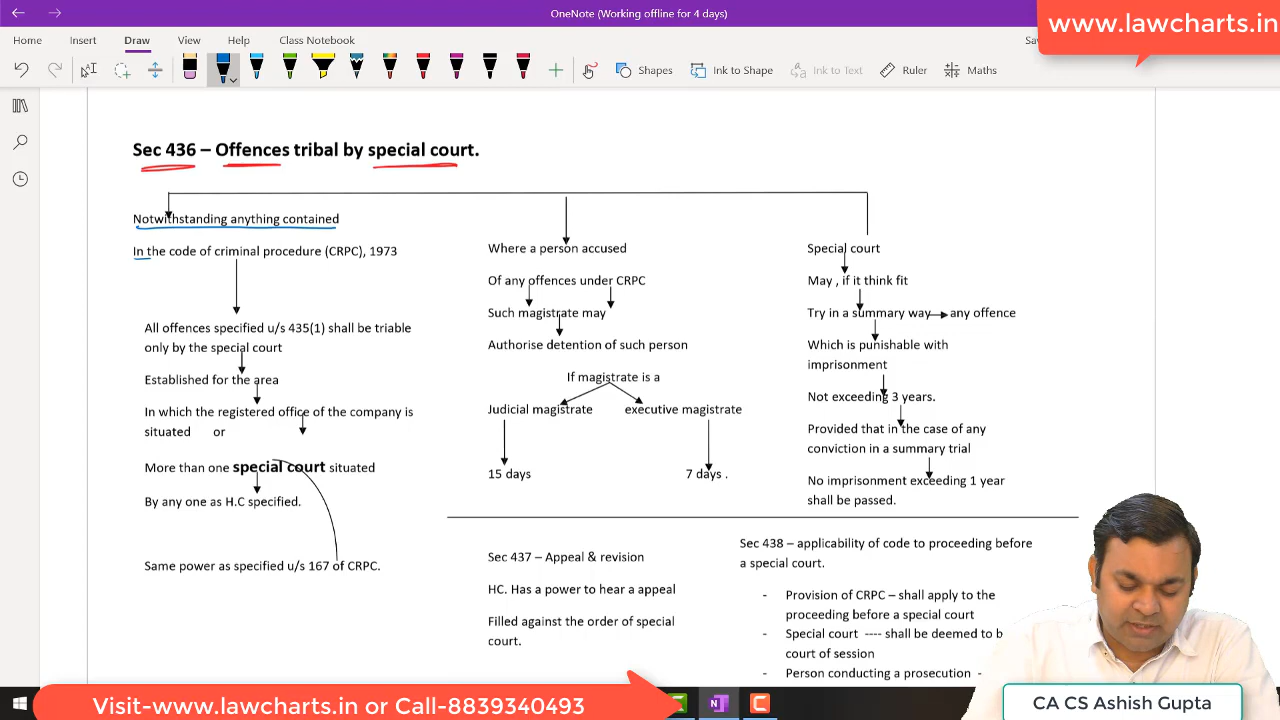 OneNote (Working offline for 4 days)
www.lawcharts.in
Home Insert Draw View Help Class Notebook
Shapes Ink to Shape Ink to Text Ruler Maths
Sec 436 – Offences tribal by special court.
Notwithstanding anything contained
In the code of criminal procedure (CRPC), 1973
All offences specified u/s 435(1) shall be triable
only by the special court
Established for the area
In which the registered office of the company is
situated or
More than one special court situated
By any one as H.C specified.
Same power as specified u/s 167 of CRPC.
Where a person accused
Of any offences under CRPC
Such magistrate may
Authorise detention of such person
If magistrate is a
Judicial magistrate executive magistrate
15 days 7 days .
Special court
May , if it think fit
Try in a summary way any offence
Which is punishable with
imprisonment
Not exceeding 3 years.
Provided that in the case of any
conviction in a summary trial
No imprisonment exceeding 1 year
shall be passed.
Sec 437 – Appeal & revision
HC. Has a power to hear a appeal
Filled against the order of special
court.
Sec 438 – applicability of code to proceeding before
a special court.
- Provision of CRPC – shall apply to the
proceeding before a special court
- Special court ---- shall be deemed to b
court of session
- Person conducting a prosecution -
Visit-www.lawcharts.in or Call-8839340493
CA CS Ashish Gupta